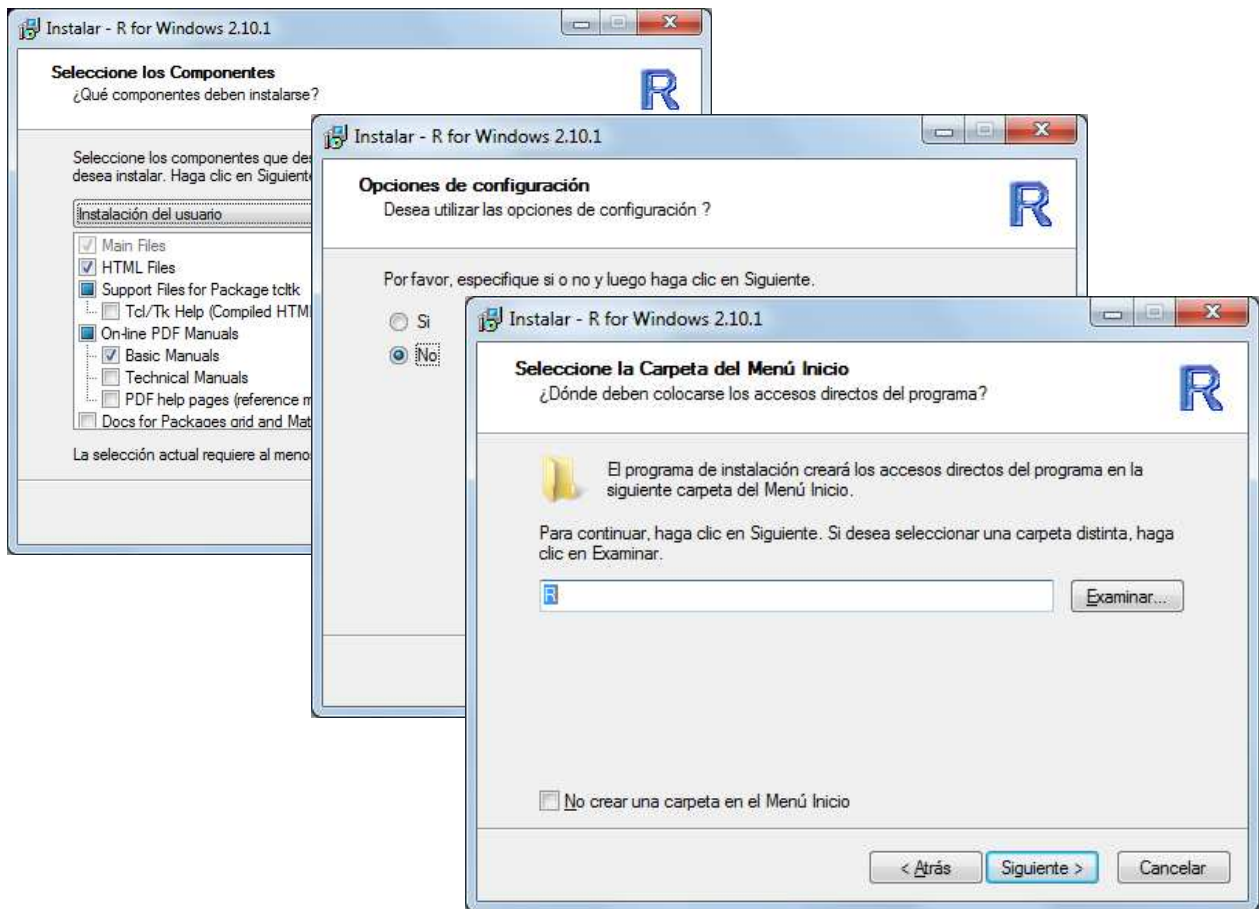 Instalar - R for Windows 2.10.1
Seleccione los Componentes
¿Qué componentes deben instalarse?
R
Seleccione los componentes que
desea instalar. Haga clic en
Instalación del usuario
Main Files
HTML Files
Support Files for Package tcltk
Tcl/Tk Help (Compiled
On-line PDF Manuals
Basic Manuals
Technical Manuals
PDF help pages (reference
Docs for Packages grid and
La selección actual requiere al
Instalar - R for Windows 2.10.1
Opciones de configuración
Desea utilizar las opciones de configuración ?
R
Por favor, especifique si o no y luego haga clic en Siguiente.
Si
No
Instalar - R for Windows 2.10.1
Seleccione la Carpeta del Menú Inicio
¿Dónde deben colocarse los accesos directos del programa?
R
El programa de instalación creará los accesos directos del programa en la
siguiente carpeta del Menú Inicio.
Para continuar, haga clic en Siguiente. Si desea seleccionar una carpeta distinta, haga
clic en Examinar.
R
Examinar...
No crear una carpeta en el Menú Inicio
< Atrás
Siguiente >
Cancelar